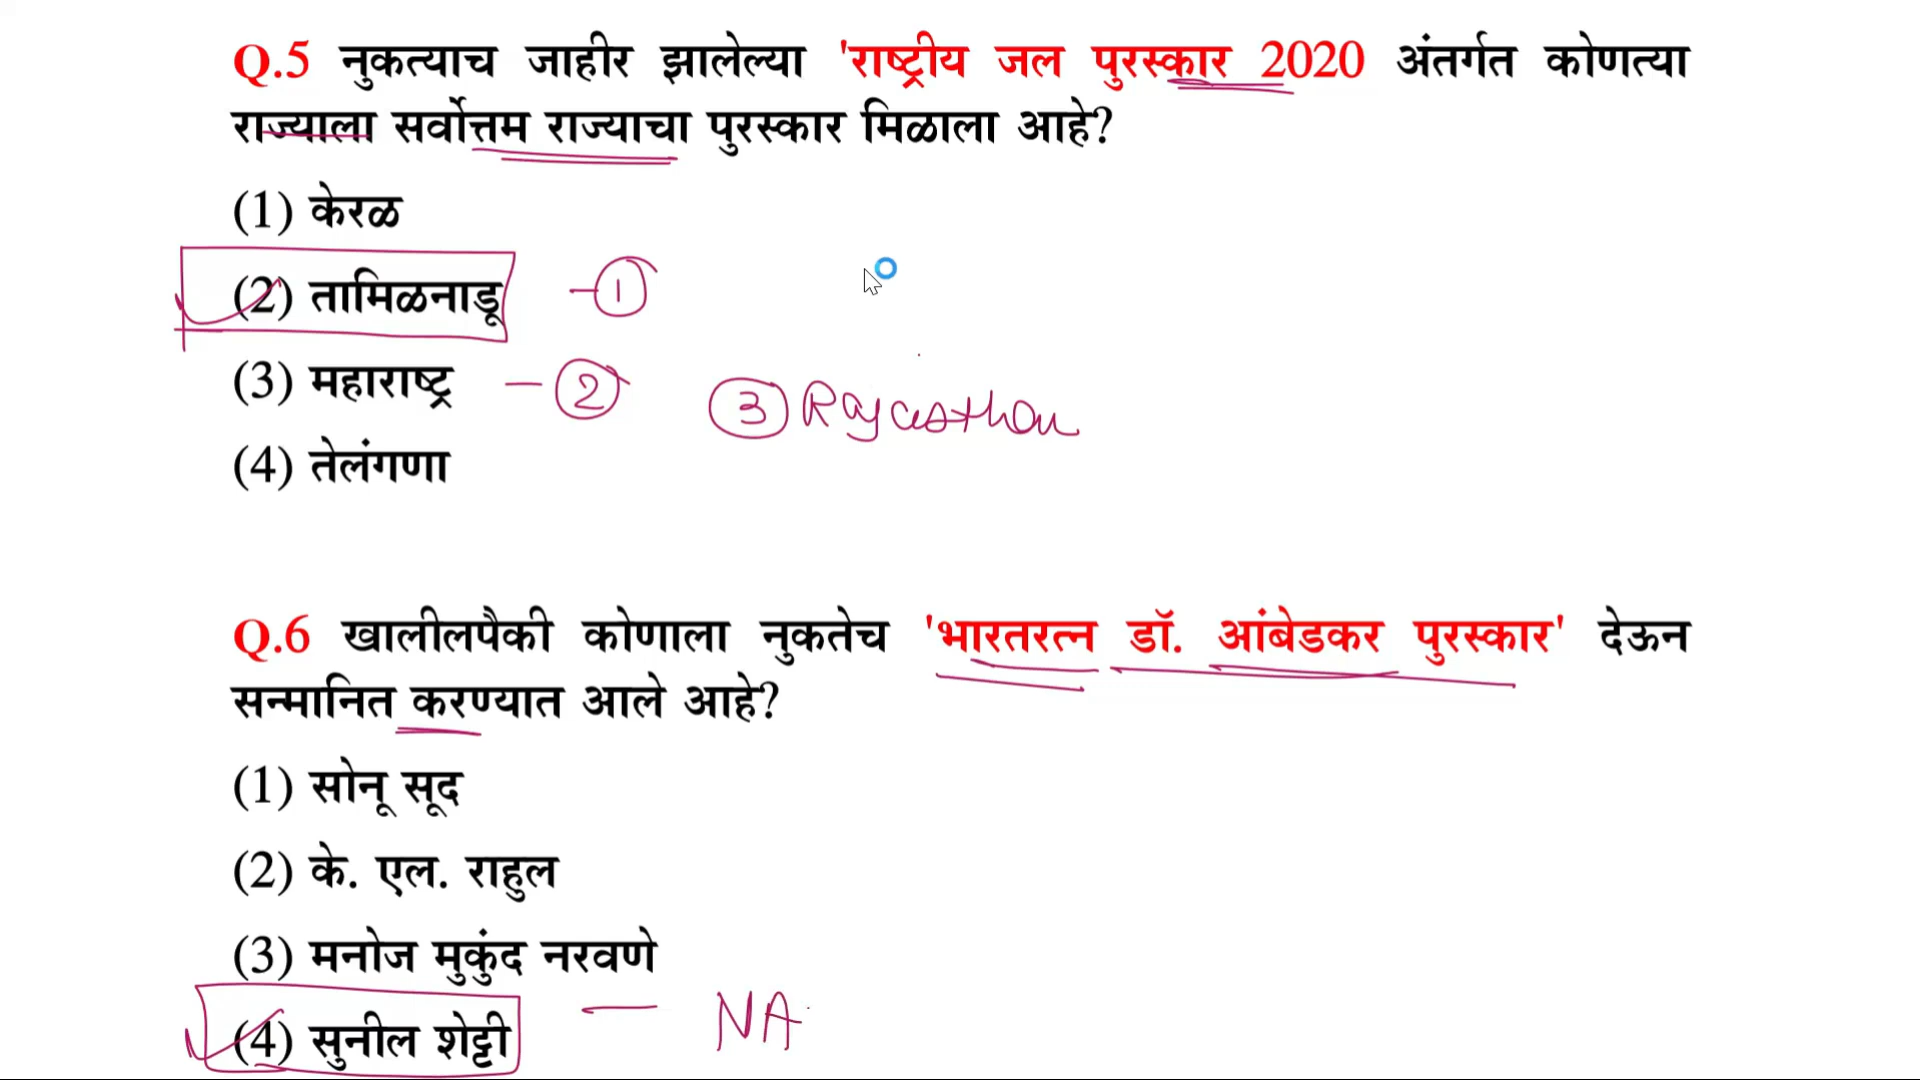 Q.5 नुकत्याच जाहीर झालेल्या 'राष्ट्रीय जल पुरस्कार 2020 अंतर्गत कोणत्या
राज्याला सर्वोत्तम राज्याचा पुरस्कार मिळाला आहे?
(1) केरळ
(2) तामिळनाडू - 1
(3) महाराष्ट्र - 2 3 Rajasthan
(4) तेलंगणा
Q.6 खालीलपैकी कोणाला नुकतेच 'भारतरत्न डॉ. आंबेडकर पुरस्कार' देऊन
सन्मानित करण्यात आले आहे?
(1) सोनू सूद
(2) के. एल. राहुल
(3) मनोज मुकुंद नरवणे
(4) सुनील शेट्टी — NA